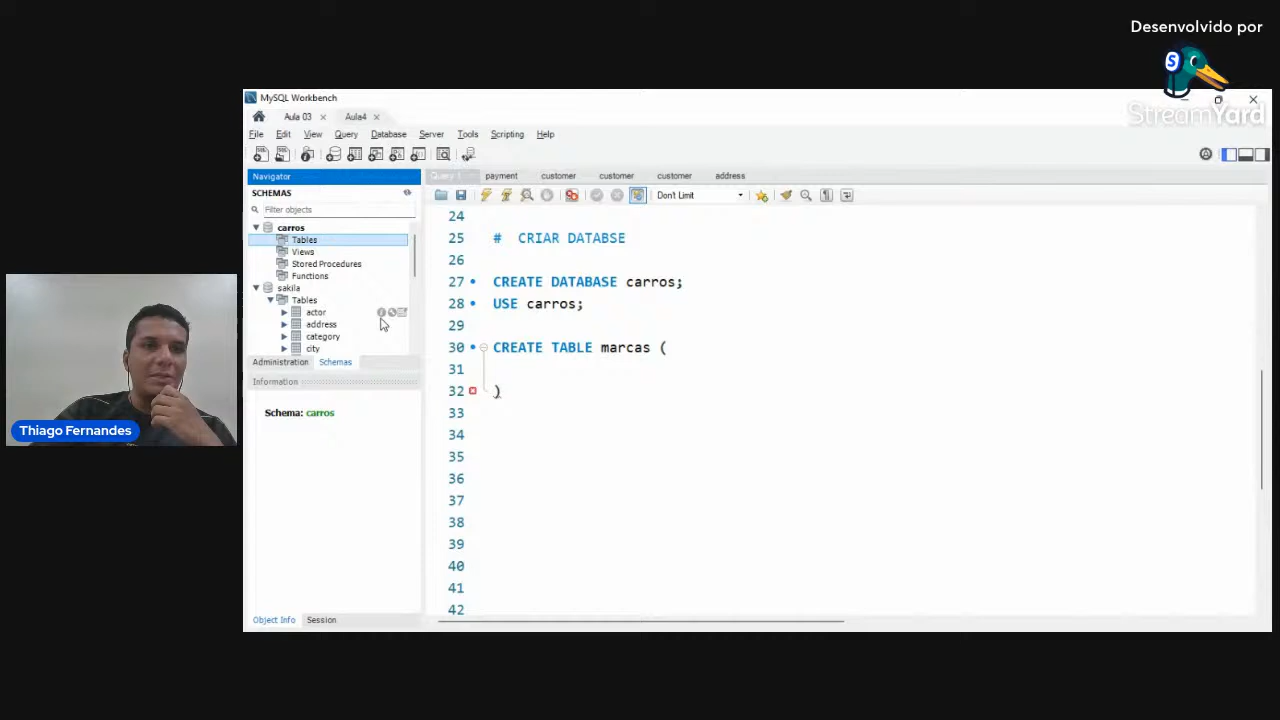 Desenvolvido por
StreamYard
MySQL Workbench
Aula 03
Aula4
File Edit View Query Database Server Tools Scripting Help
Navigator
SCHEMAS
Filter objects
carros
Tables
Views
Stored Procedures
Functions
sakila
Tables
actor
address
category
city
Administration Schemas
Information
Schema: carros
Object Info Session
Query 1 payment customer customer customer address
Don't Limit
24
25 # CRIAR DATABSE
26
27 CREATE DATABASE carros;
28 USE carros;
29
30 CREATE TABLE marcas (
31
32 )
33
34
35
36
37
38
39
40
41
42
Thiago Fernandes